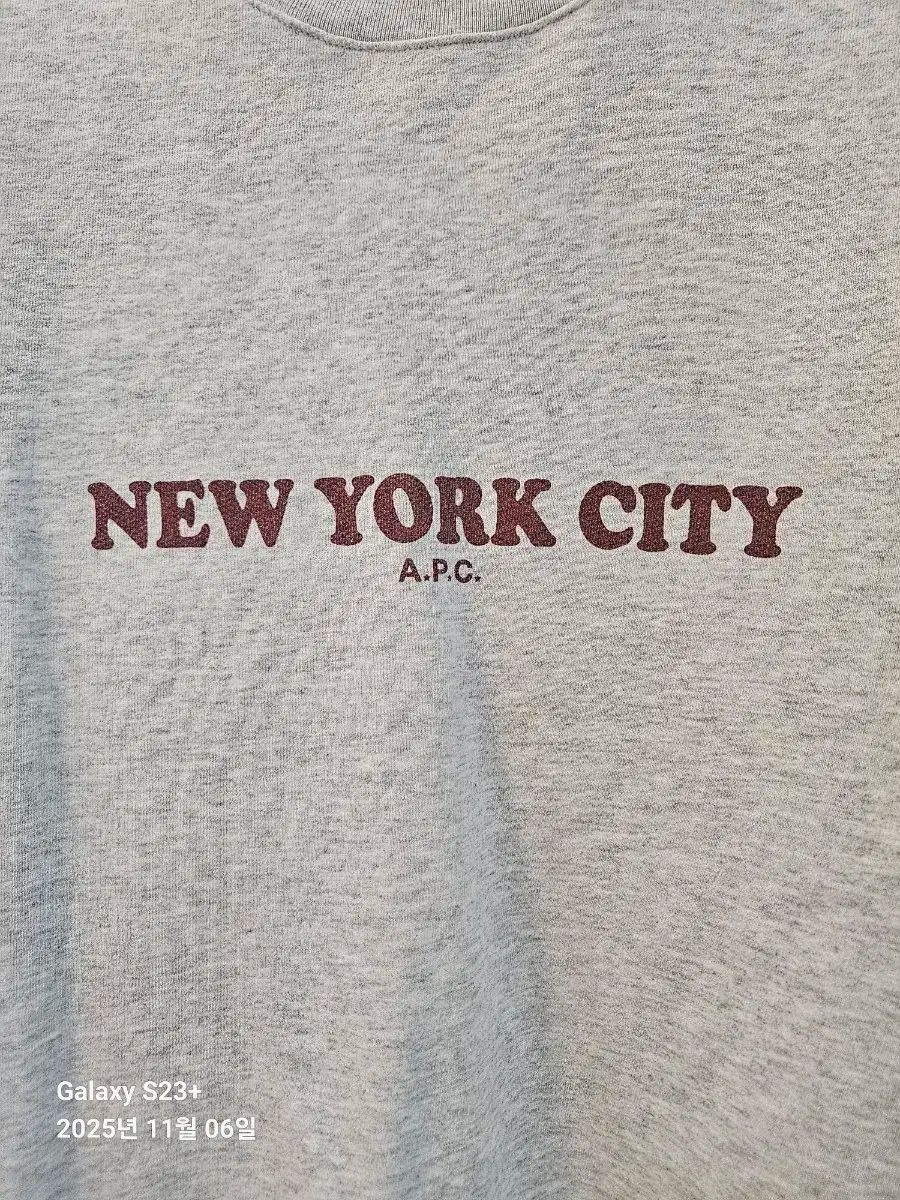 NEW YORK CITY
A.P.C.
Galaxy S23+
2025년 11월 06일